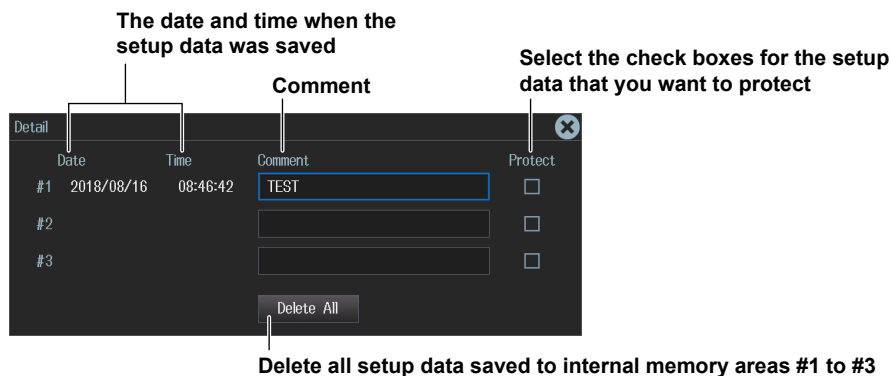 The date and time when the
setup data was saved
Select the check boxes for the setup
data that you want to protect
Comment
Detail
Date Time Comment Protect
#1 2018/08/16 08:46:42 TEST
#2
#3
Delete All
Delete all setup data saved to internal memory areas #1 to #3